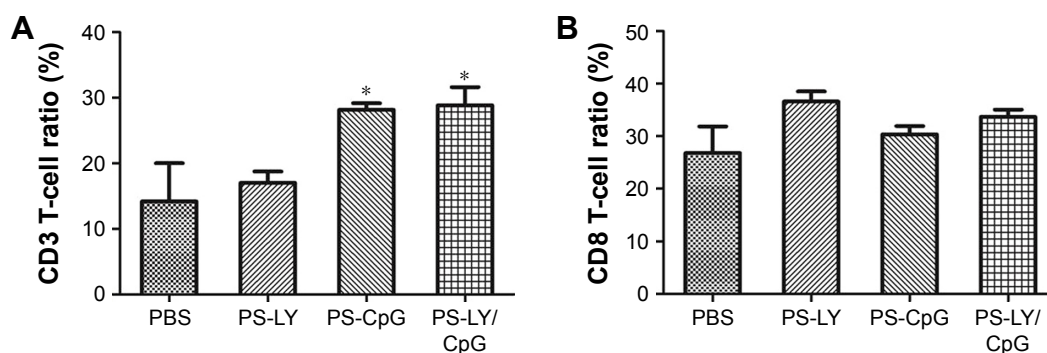 A
CD3 T-cell ratio (%)
40
30
20
10
0
*
*
PBS
PS-LY
PS-CpG
PS-LY/
CpG
B
CD8 T-cell ratio (%)
50
40
30
20
10
0
PBS
PS-LY
PS-CpG
PS-LY/
CpG